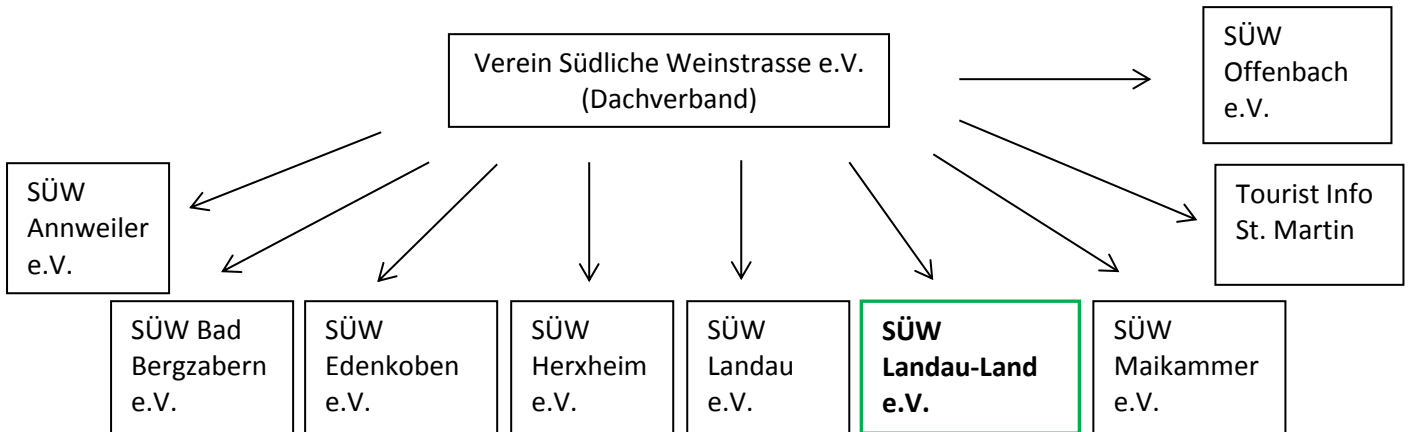 Verein Südliche Weinstrasse e.V.
(Dachverband)
SÜW
Offenbach
e.V.
SÜW
Annweiler
e.V.
Tourist Info
St. Martin
SÜW Bad
Bergzabern
e.V.
SÜW
Edenkoben
e.V.
SÜW
Herxheim
e.V.
SÜW
Landau
e.V.
SÜW
Landau-Land
e.V.
SÜW
Maikammer
e.V.